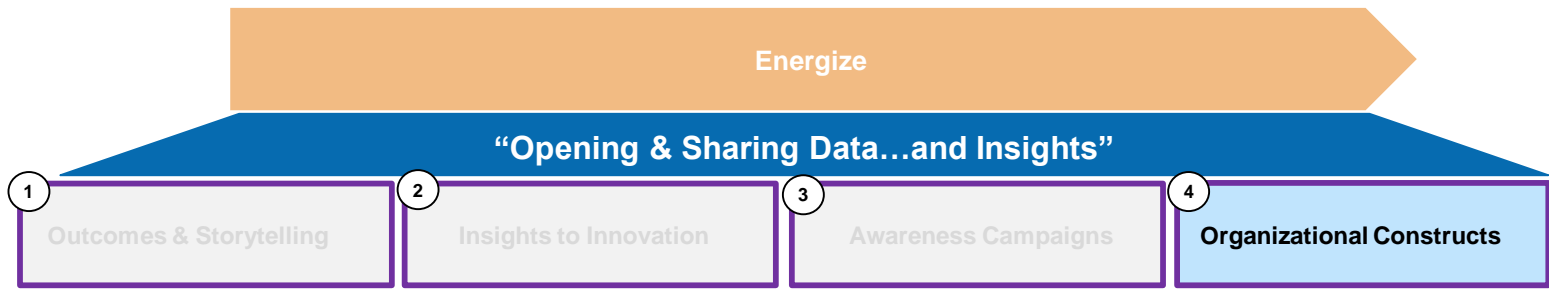 Energize
“Opening & Sharing Data…and Insights”
1
2
3
4
Outcomes & Storytelling
Insights to Innovation
Awareness Campaigns
Organizational Constructs